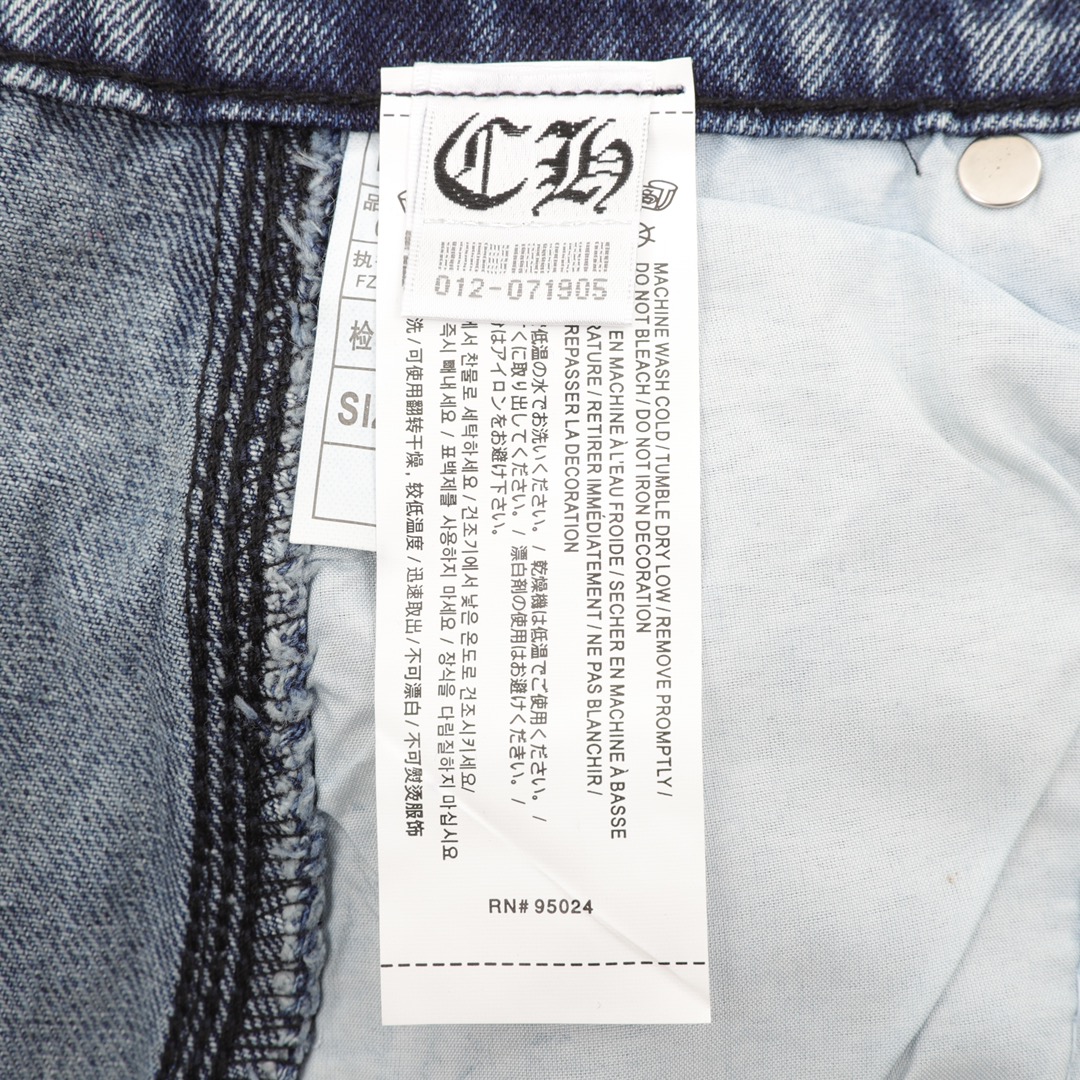 CH
012-071905
MACHINE WASH COLD / TUMBLE DRY LOW / REMOVE PROMPTLY /
DO NOT BLEACH / DO NOT IRON DECORATION
EN MACHINE À L'EAU FROIDE / SECHER EN MACHINE À BASSE
RATURE / RETIRER IMMÉDIATEMENT / NE PAS BLANCHIR /
REPASSER LA DECORATION
低温の水でお洗いください。 / 乾燥機は低温でご使用ください。 /
くに取り出してください。 / 漂白剤の使用はお避けください。 /
はアイロンをお避け下さい。
에서 찬물로 세탁하세요 / 건조기에서 낮은 온도로 건조시키세요/
즉시 빼내세요 / 표백제를 사용하지 마세요 / 장식을 다림질하지 마십시요
洗 / 可使用翻转干燥, 较低温度 / 迅速取出 / 不可漂白 / 不可熨烫服饰
RN# 95024
品
执
FZ
检
SI